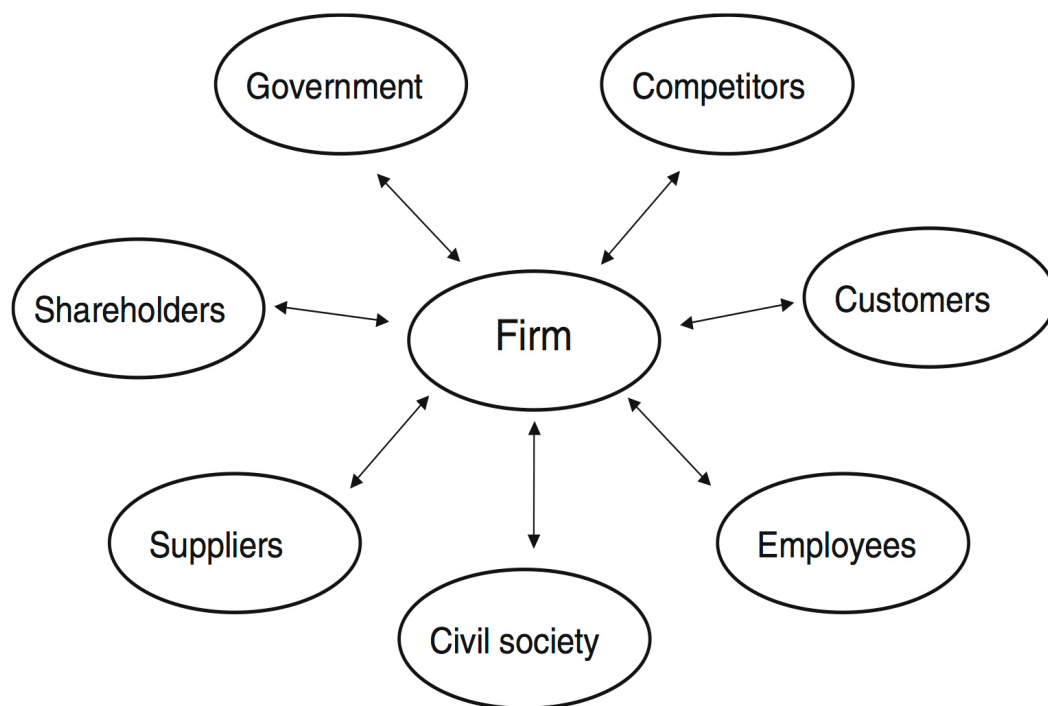 Government
Competitors
Shareholders
Firm
Customers
Suppliers
Employees
Civil society